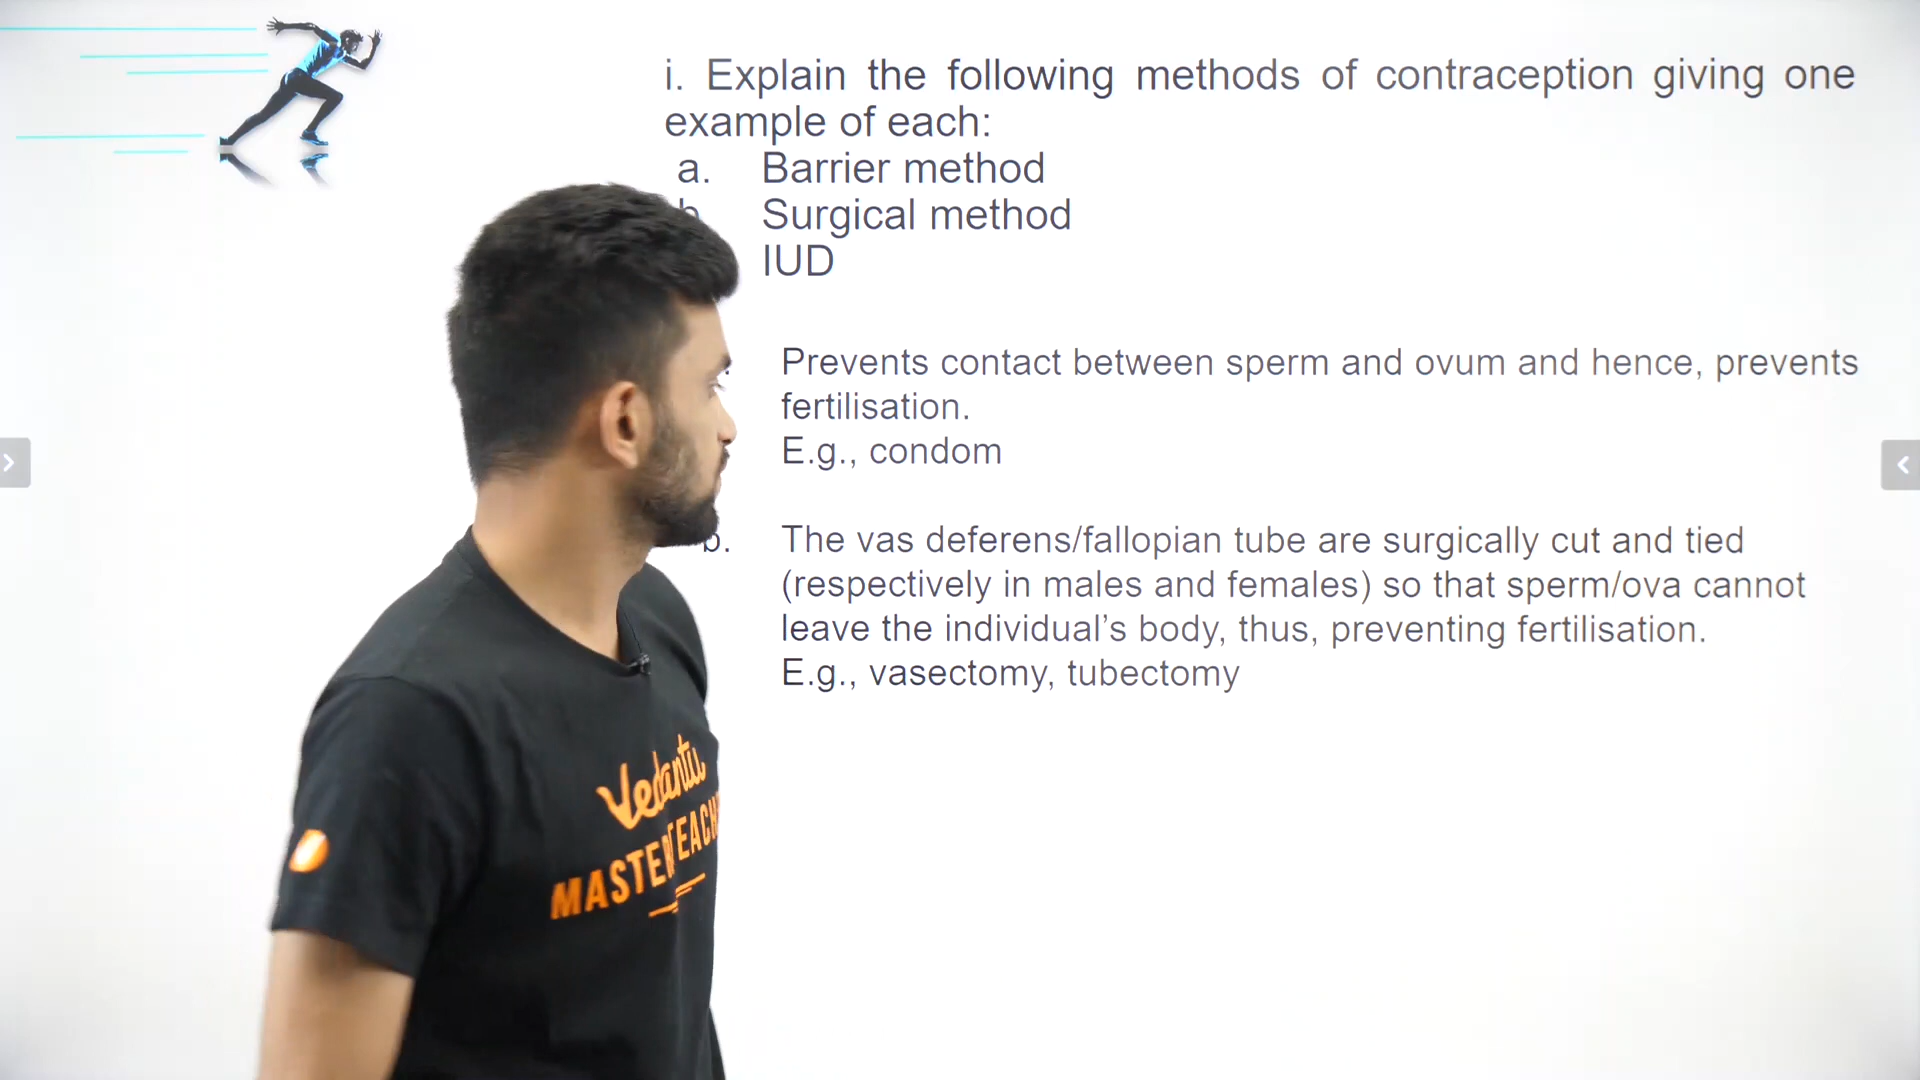 i. Explain the following methods of contraception giving one
example of each:
a. Barrier method
b. Surgical method
IUD
Prevents contact between sperm and ovum and hence, prevents
fertilisation.
E.g., condom
b. The vas deferens/fallopian tube are surgically cut and tied
(respectively in males and females) so that sperm/ova cannot
leave the individual's body, thus, preventing fertilisation.
E.g., vasectomy, tubectomy
Vedantu
MASTER TEACH